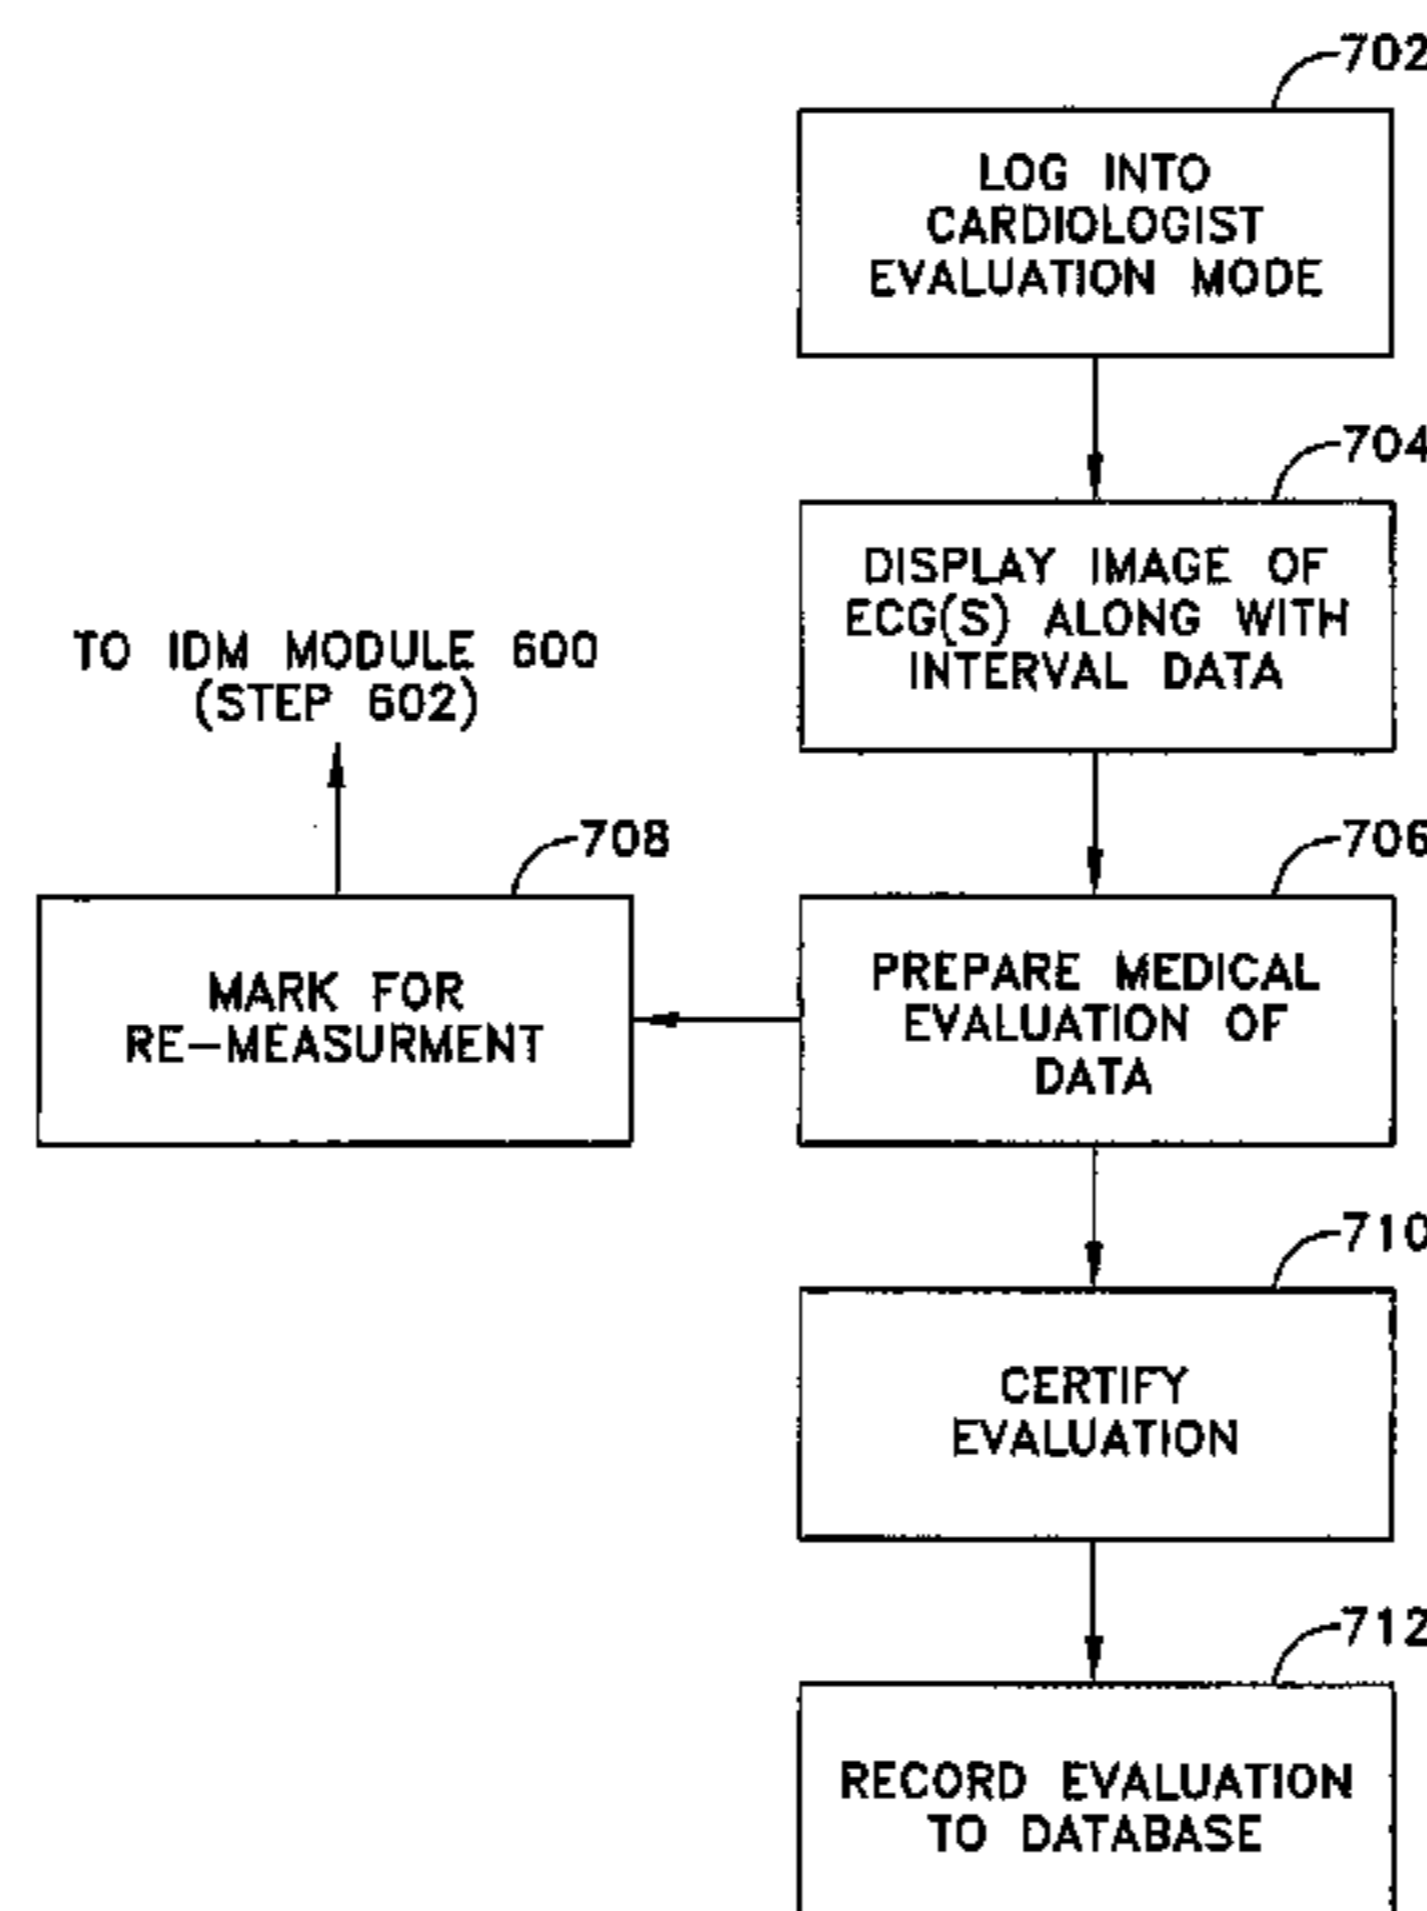 702
LOG INTO
CARDIOLOGIST
EVALUATION MODE
704
DISPLAY IMAGE OF
ECG(S) ALONG WITH
INTERVAL DATA
TO IDM MODULE 600
(STEP 602)
708
706
MARK FOR
RE-MEASURMENT
PREPARE MEDICAL
EVALUATION OF
DATA
710
CERTIFY
EVALUATION
712
RECORD EVALUATION
TO DATABASE